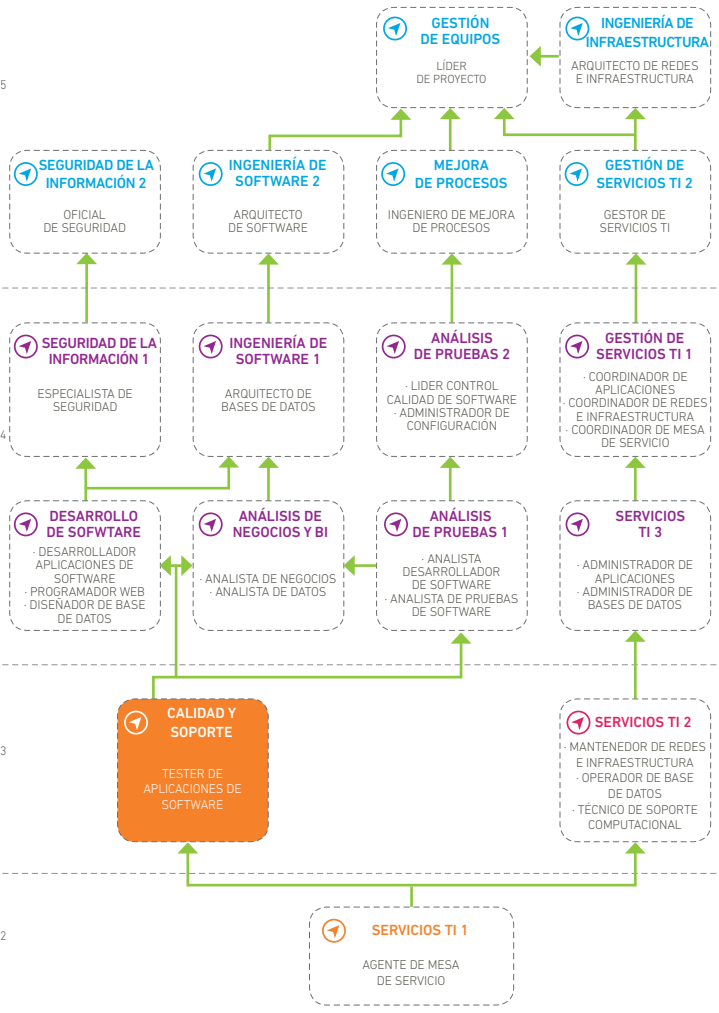 GESTIÓN
DE EQUIPOS
LÍDER
DE PROYECTO
INGENIERÍA DE
INFRAESTRUCTURA
ARQUITECTO DE REDES
E INFRAESTRUCTURA
5
SEGURIDAD DE LA
INFORMACIÓN 2
OFICIAL
DE SEGURIDAD
INGENIERÍA DE
SOFTWARE 2
ARQUITECTO
DE SOFTWARE
MEJORA
DE PROCESOS
INGENIERO DE MEJORA
DE PROCESOS
GESTIÓN DE
SERVICIOS TI 2
GESTOR DE
SERVICIOS TI
SEGURIDAD DE LA
INFORMACIÓN 1
ESPECIALISTA DE
SEGURIDAD
INGENIERÍA DE
SOFTWARE 1
ARQUITECTO DE
BASES DE DATOS
ANÁLISIS
DE PRUEBAS 2
· LIDER CONTROL
CALIDAD DE SOFTWARE
· ADMINISTRADOR DE
CONFIGURACIÓN
GESTIÓN DE
SERVICIOS TI 1
· COORDINADOR DE
APLICACIONES
· COORDINADOR DE REDES
E INFRAESTRUCTURA
· COORDINADOR DE MESA
DE SERVICIO
4
DESARROLLO
DE SOFWTARE
· DESARROLLADOR
APLICACIONES DE
SOFTWARE
· PROGRAMADOR WEB
· DISEÑADOR DE BASE
DE DATOS
ANÁLISIS DE
NEGOCIOS Y BI
· ANALISTA DE NEGOCIOS
· ANALISTA DE DATOS
ANÁLISIS
DE PRUEBAS 1
· ANALISTA
DESARROLLADOR
DE SOFTWARE
· ANALISTA DE PRUEBAS
DE SOFTWARE
SERVICIOS
TI 3
· ADMINISTRADOR DE
APLICACIONES
· ADMINISTRADOR DE
BASES DE DATOS
3
CALIDAD Y
SOPORTE
TESTER DE
APLICACIONES DE
SOFTWARE
SERVICIOS TI 2
· MANTENEDOR DE REDES
E INFRAESTRUCTURA
· OPERADOR DE BASE
DE DATOS
· TÉCNICO DE SOPORTE
COMPUTACIONAL
2
SERVICIOS TI 1
AGENTE DE MESA
DE SERVICIO